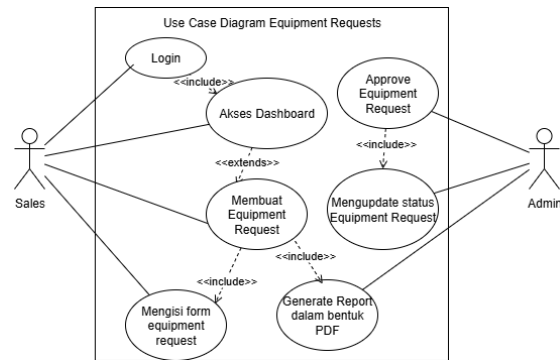 Use Case Diagram Equipment Requests
Login
<<include>>
Akses Dashboard
Approve
Equipment
Request
<<include>>
<<extends>>
Sales
Membuat
Equipment
Request
Mengupdate status
Equipment Request
Admin
<<include>>
<<include>>
Mengisi form
equipment
request
Generate Report
dalam bentuk
PDF